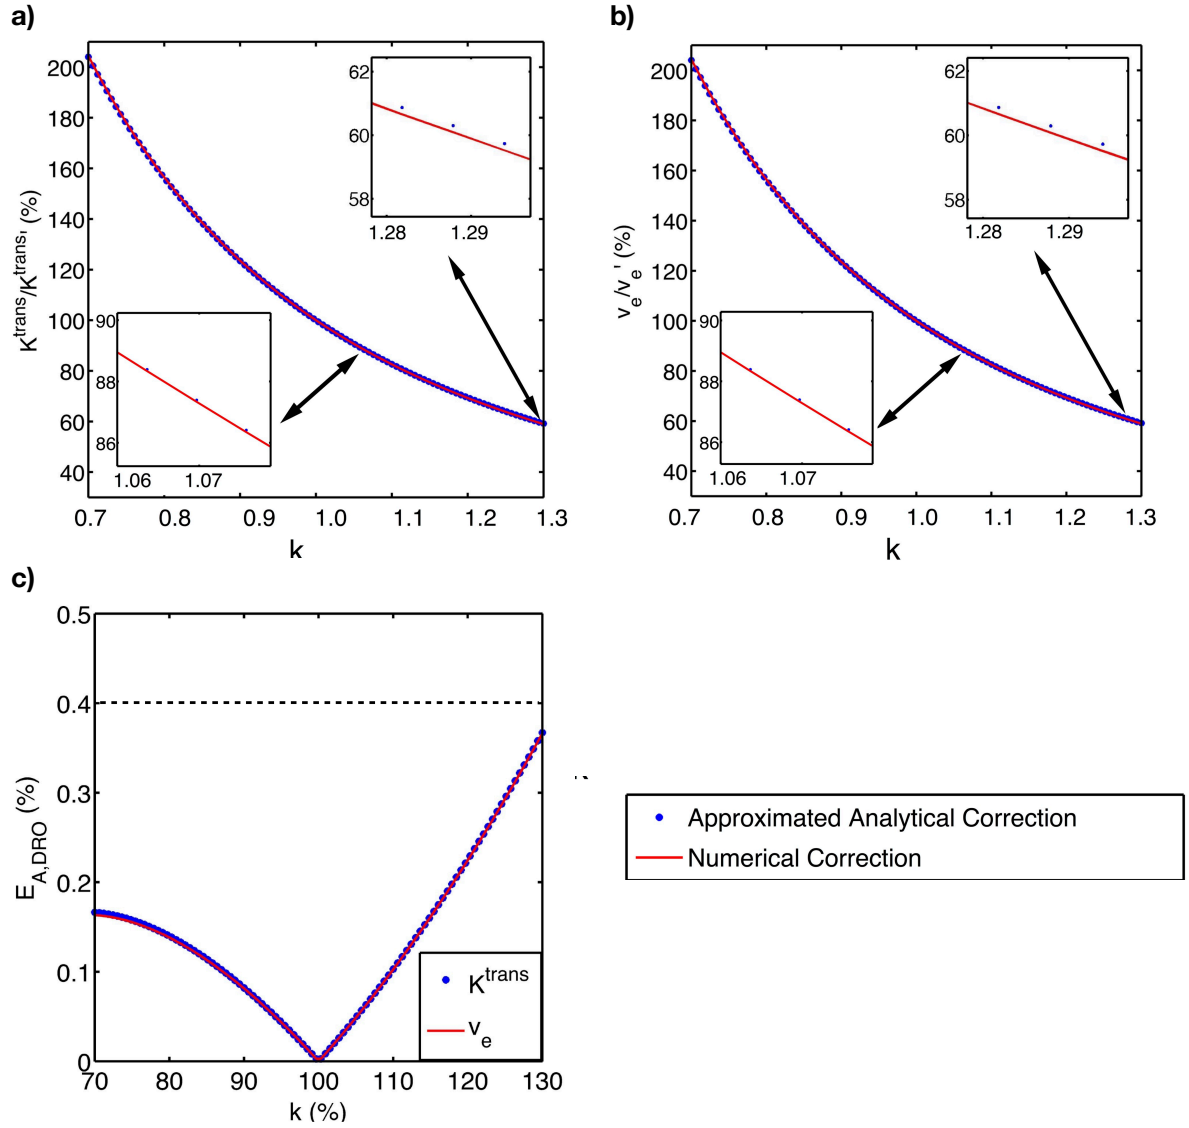 a)
200
180
160
140
120
100
80
60
40
K^trans/K^trans' (%)
62
60
58
1.28 1.29
90
88
86
1.06 1.07
0.7 0.8 0.9 1.0 1.1 1.2 1.3
k
b)
200
180
160
140
120
100
80
60
40
v_e/v_e' (%)
62
60
58
1.28 1.29
90
88
86
1.06 1.07
0.7 0.8 0.9 1.0 1.1 1.2 1.3
k
c)
0.5
0.4
0.3
0.2
0.1
0
E_A,DRO (%)
K^trans
v_e
70 80 90 100 110 120 130
k (%)
Approximated Analytical Correction
Numerical Correction